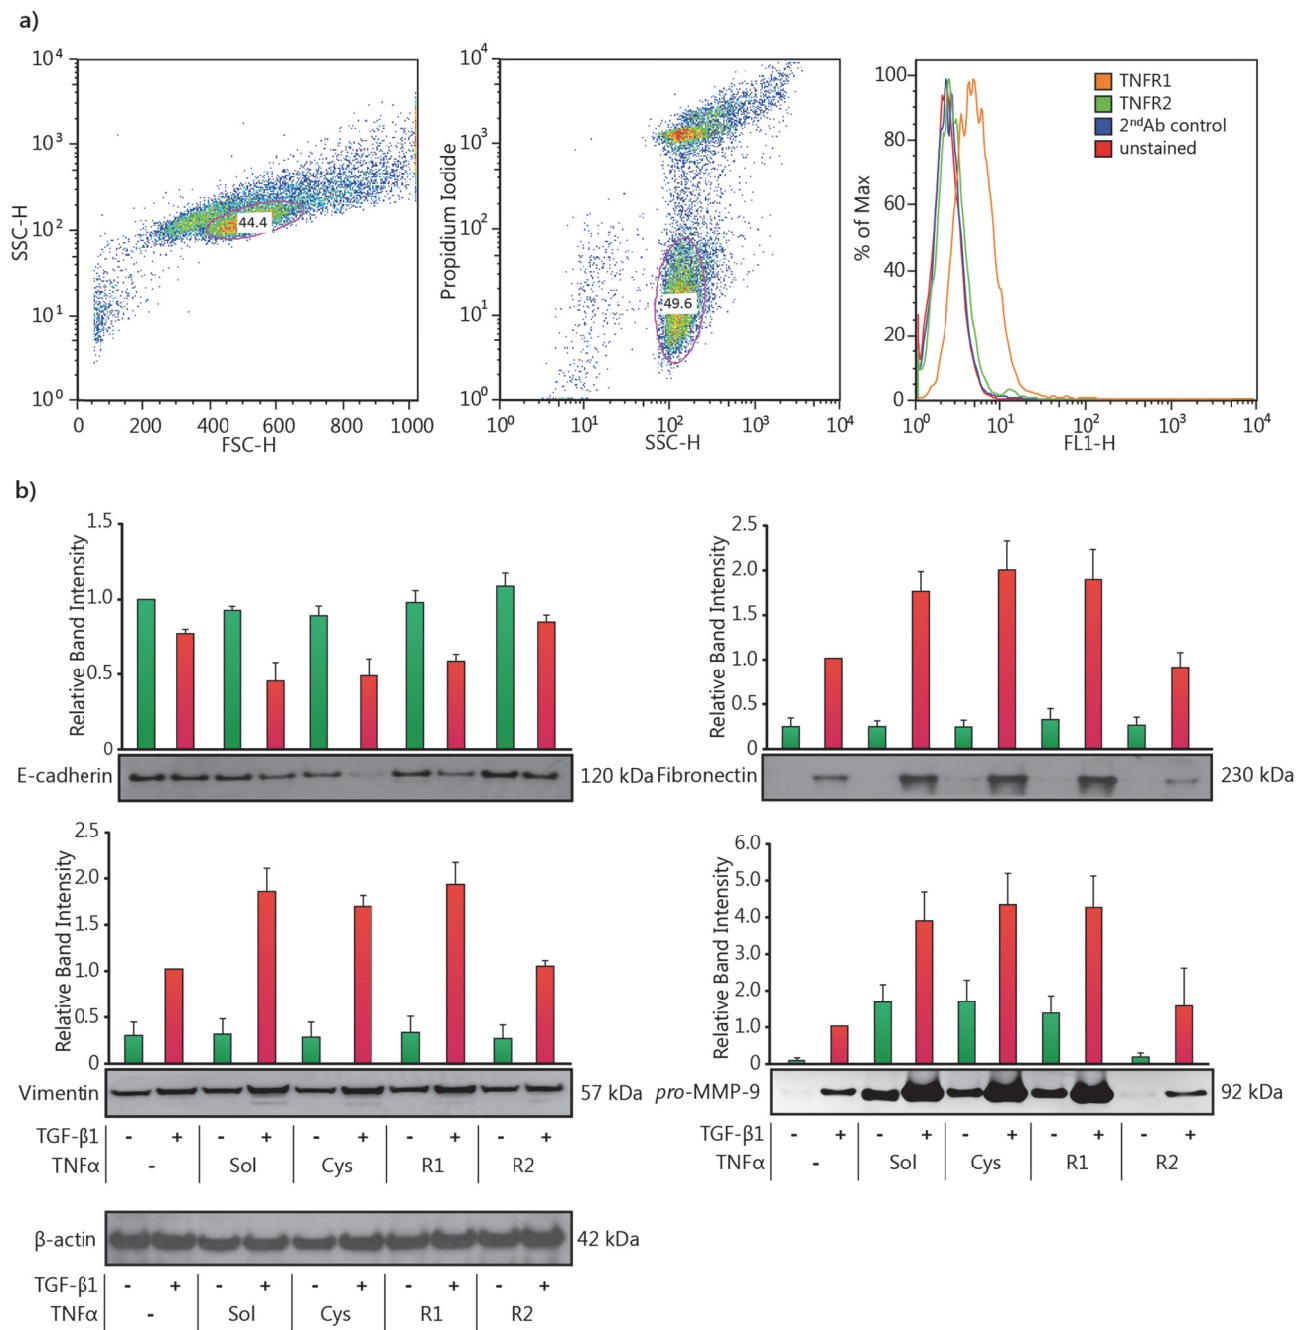 a)
10⁴
10³
10²
10¹
10⁰
SSC-H
44.4
0 200 400 600 800 1000
FSC-H
10⁴
10³
10²
10¹
10⁰
Propidium Iodide
49.6
10⁰ 10¹ 10² 10³ 10⁴
SSC-H
100
80
60
40
20
0
% of Max
TNFR1
TNFR2
2ⁿᵈAb control
unstained
10⁰ 10¹ 10² 10³ 10⁴
FL1-H
b)
1.5
1.0
0.5
0
Relative Band Intensity
E-cadherin 120 kDa
2.5
2.0
1.5
1.0
0.5
0
Relative Band Intensity
Fibronectin 230 kDa
2.5
2.0
1.5
1.0
0.5
0
Relative Band Intensity
Vimentin 57 kDa
TGF-β1 - + - + - + - + - +
TNFα - Sol Cys R1 R2
6.0
5.0
4.0
3.0
2.0
1.0
0
Relative Band Intensity
pro-MMP-9 92 kDa
TGF-β1 - + - + - + - + - +
TNFα - Sol Cys R1 R2
β-actin 42 kDa
TGF-β1 - + - + - + - + - +
TNFα - Sol Cys R1 R2